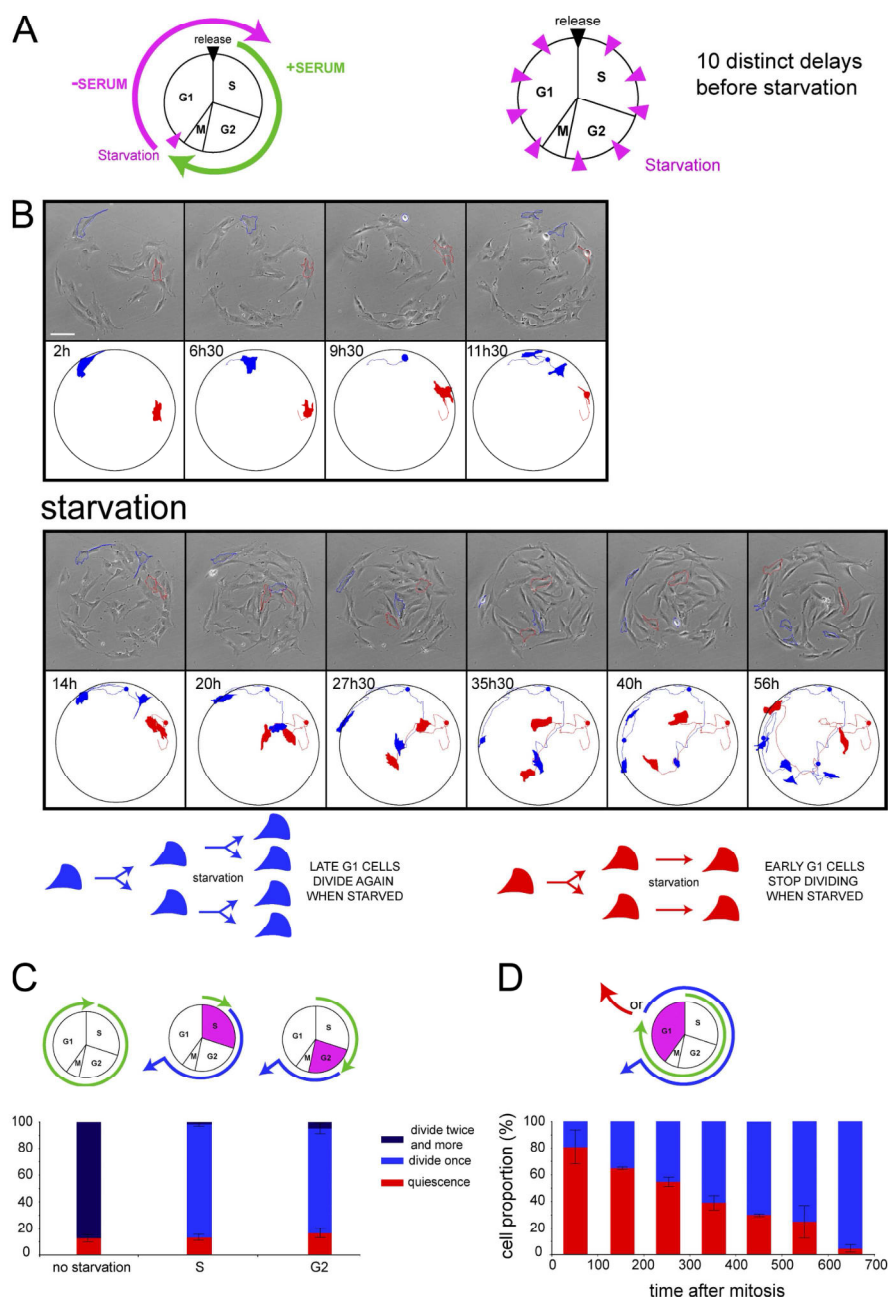 A
release
-SERUM
+SERUM
S
G1
G2
M
Starvation
release
S
G1
G2
M
Starvation
10 distinct delays
before starvation
B
2h
6h30
9h30
11h30
starvation
14h
20h
27h30
35h30
40h
56h
starvation
LATE G1 CELLS
DIVIDE AGAIN
WHEN STARVED
starvation
EARLY G1 CELLS
STOP DIVIDING
WHEN STARVED
C
G1
S
M
G2
G1
S
M
G2
G1
S
M
G2
100
80
60
40
20
0
no starvation
S
G2
divide twice
and more
divide once
quiescence
D
or
G1
S
M
G2
cell proportion (%)
100
80
60
40
20
0
0 100 200 300 400 500 600 700
time after mitosis